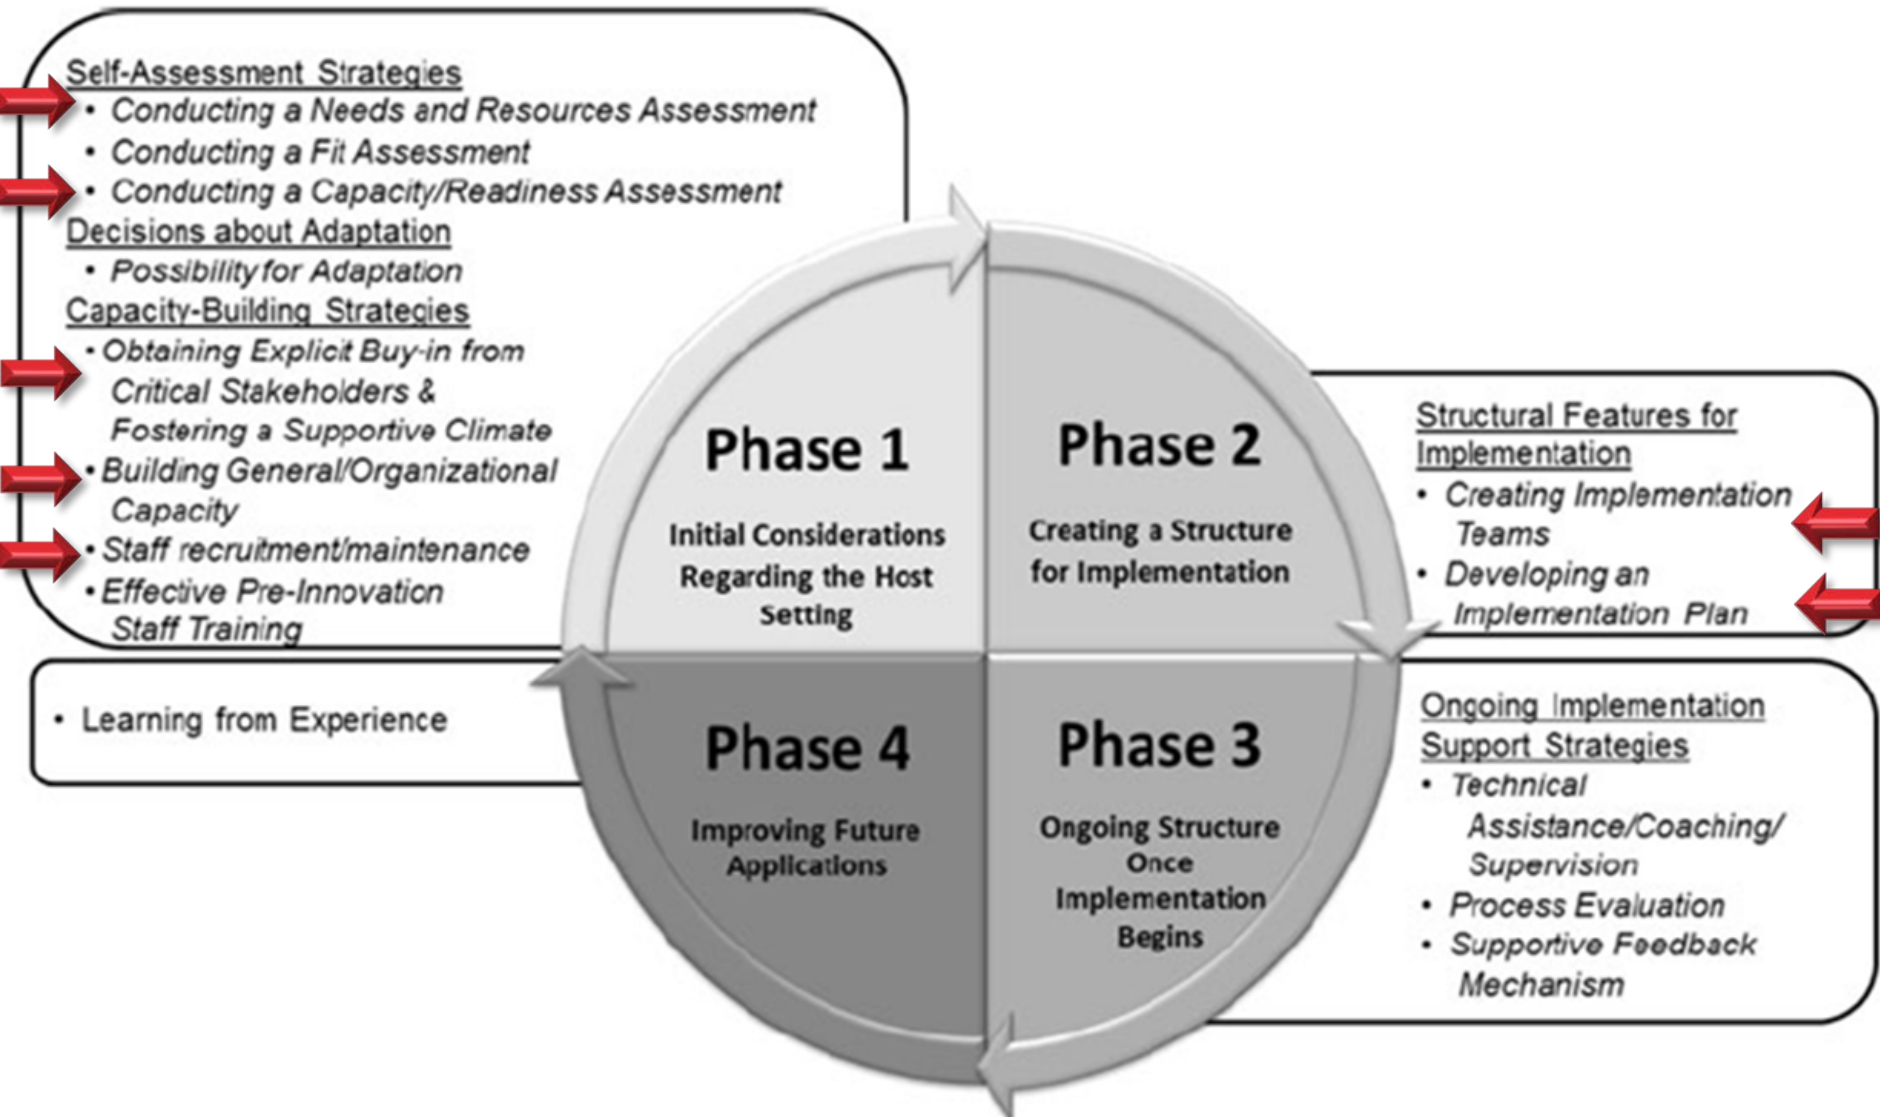 Self-Assessment Strategies
• Conducting a Needs and Resources Assessment
• Conducting a Fit Assessment
• Conducting a Capacity/Readiness Assessment
Decisions about Adaptation
• Possibility for Adaptation
Capacity-Building Strategies
• Obtaining Explicit Buy-in from
Critical Stakeholders &
Fostering a Supportive Climate
• Building General/Organizational
Capacity
• Staff recruitment/maintenance
• Effective Pre-Innovation
Staff Training
Phase 1
Initial Considerations
Regarding the Host
Setting
Phase 2
Creating a Structure
for Implementation
Structural Features for
Implementation
• Creating Implementation
Teams
• Developing an
Implementation Plan
• Learning from Experience
Phase 4
Improving Future
Applications
Phase 3
Ongoing Structure
Once
Implementation
Begins
Ongoing Implementation
Support Strategies
• Technical
Assistance/Coaching/
Supervision
• Process Evaluation
• Supportive Feedback
Mechanism